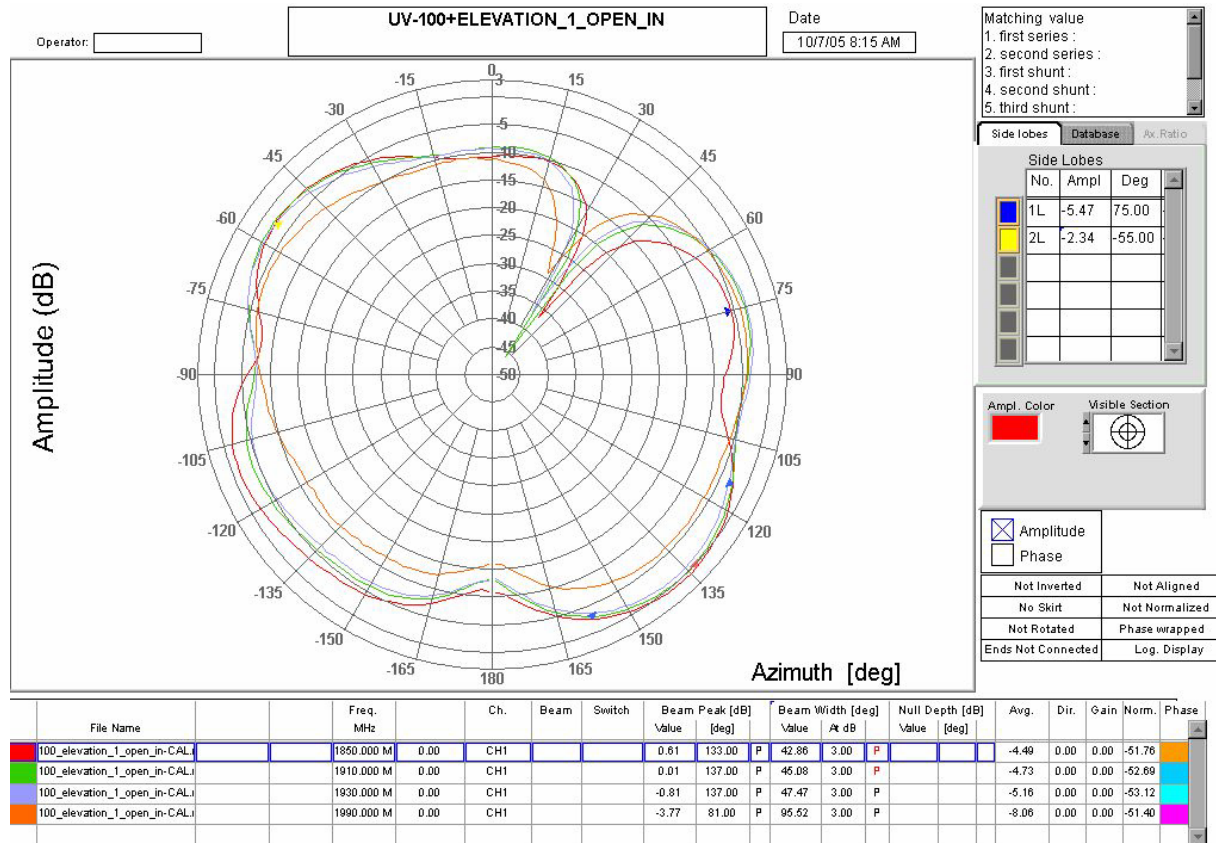 UV-100+ELEVATION_1_OPEN_IN
Operator:
Date
10/7/05 8:15 AM
Matching value
1. first series :
2. second series :
3. first shunt :
4. second shunt :
5. third shunt :
Side lobes Database Ax.Ratio
Side Lobes
No. Ampl Deg
1L -5.47 75.00
2L -2.34 -55.00
Ampl. Color Visible Section
Amplitude
Phase
Not Inverted Not Aligned
No Skirt Not Normalized
Not Rotated Phase wrapped
Ends Not Connected Log. Display
Amplitude (dB)
0
-15 15
-30 30
-45 45
-60 60
-75 75
-90 90
-105 105
-120 120
-135 135
-150 150
-165 165
180
3
-5
-10
-15
-20
-25
-30
-35
-40
-45
-50
Azimuth [deg]
File Name Freq. MHz Ch. Beam Switch Beam Peak [dB] Value [deg] Beam Width [deg] Value At dB Null Depth [dB] Value [deg] Avg. Dir. Gain Norm. Phase
100_elevation_1_open_in-CAL.r 1850.000 M 0.00 CH1 0.61 133.00 P 42.86 3.00 P -4.49 0.00 0.00 -51.76
100_elevation_1_open_in-CAL.r 1910.000 M 0.00 CH1 0.01 137.00 P 45.08 3.00 P -4.73 0.00 0.00 -52.69
100_elevation_1_open_in-CAL.r 1930.000 M 0.00 CH1 -0.81 137.00 P 47.47 3.00 P -5.16 0.00 0.00 -53.12
100_elevation_1_open_in-CAL.r 1990.000 M 0.00 CH1 -3.77 81.00 P 95.52 3.00 P -8.06 0.00 0.00 -51.40